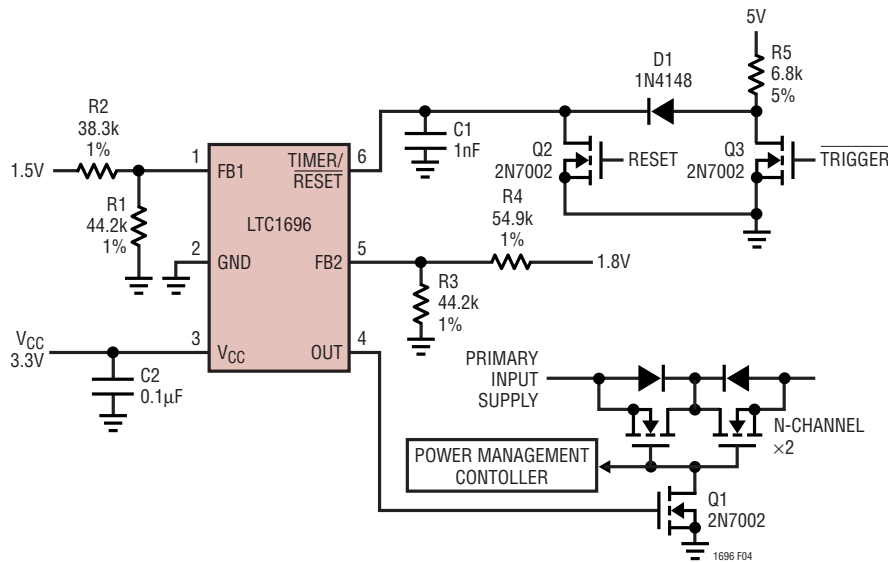 5V
R5
6.8k
5%
D1
1N4148
R2
38.3k
1%
1.5V
1
FB1
TIMER/
RESET
6
C1
1nF
Q2
2N7002
RESET
Q3
2N7002
TRIGGER
R1
44.2k
1%
LTC1696
R4
54.9k
1%
2
GND
FB2
5
1.8V
R3
44.2k
1%
VCC
3.3V
3
VCC
OUT
4
C2
0.1µF
PRIMARY
INPUT
SUPPLY
N-CHANNEL
×2
POWER MANAGEMENT
CONTOLLER
Q1
2N7002
1696 F04